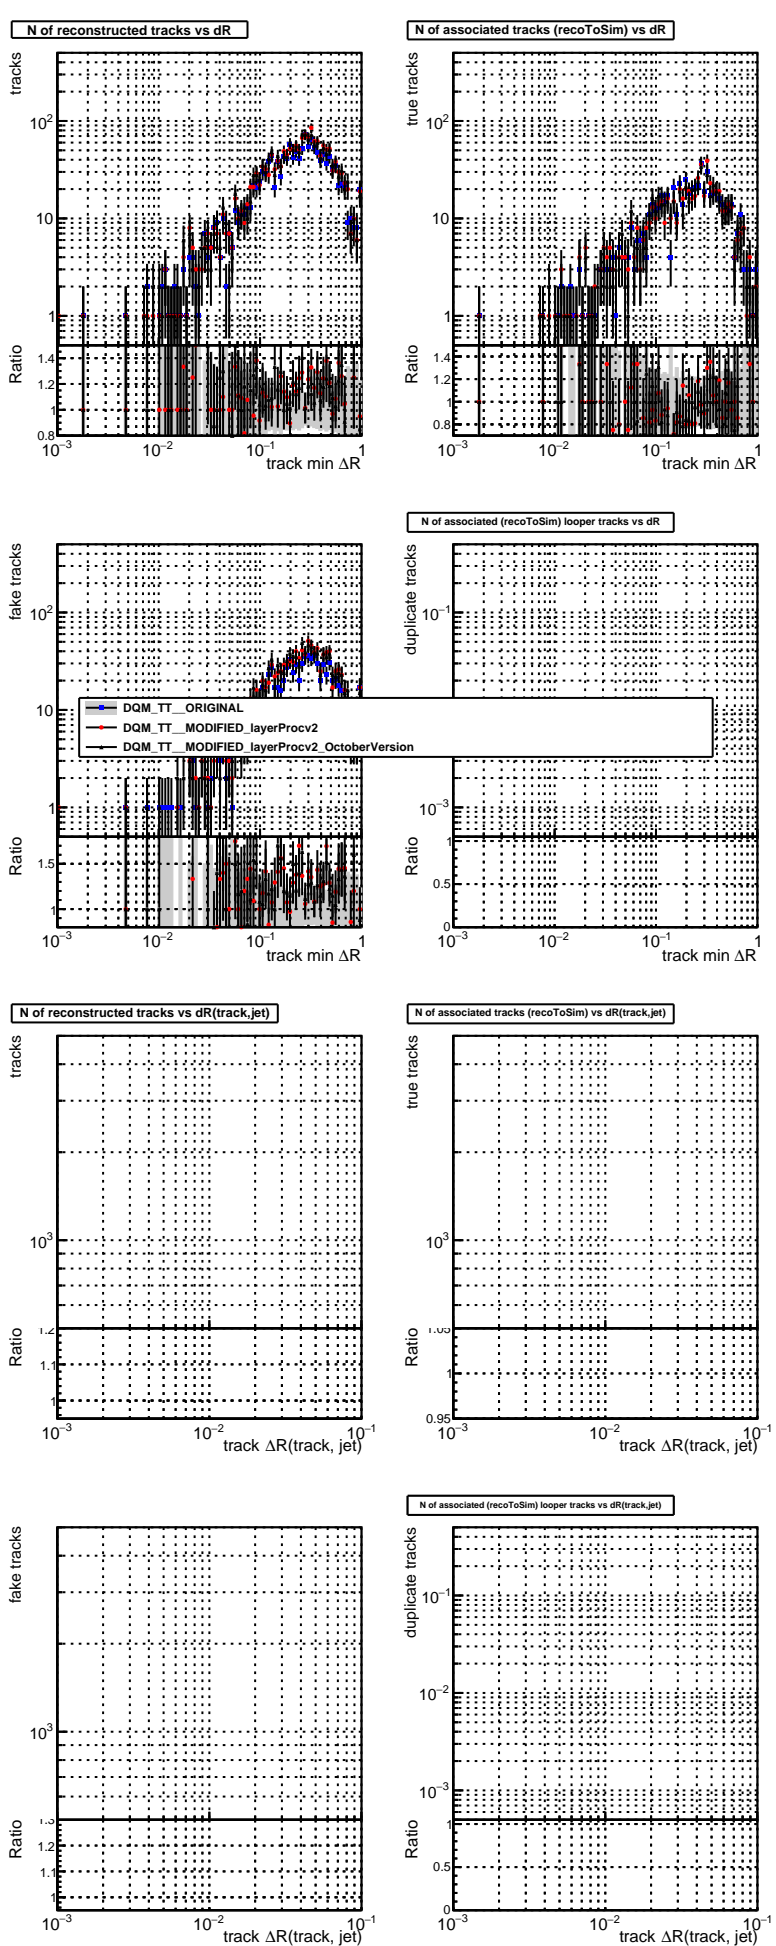 N of reconstructed tracks vs dR
tracks
10²
10
1
Ratio
1.4
1.2
1
0.8
10⁻³
10⁻²
10⁻¹
1
track min ΔR
N of associated tracks (recoToSim) vs dR
true tracks
10²
10
1
Ratio
1.4
1.2
1
0.8
10⁻³
10⁻²
10⁻¹
1
track min ΔR
fake tracks
10²
10
1
Ratio
1.5
1
10⁻³
10⁻²
10⁻¹
1
track min ΔR
N of associated (recoToSim) looper tracks vs dR
duplicate tracks
10⁻¹
10⁻³
Ratio
1
0.5
0
10⁻³
10⁻²
10⁻¹
1
track min ΔR
DQM_TT__ORIGINAL
DQM_TT__MODIFIED_layerProcv2
DQM_TT__MODIFIED_layerProcv2_OctoberVersion
N of reconstructed tracks vs dR(track,jet)
tracks
10³
Ratio
1.2
1.1
1
10⁻³
10⁻²
10⁻¹
track ΔR(track, jet)
N of associated tracks (recoToSim) vs dR(track,jet)
true tracks
10³
Ratio
1.05
1
0.95
10⁻³
10⁻²
10⁻¹
track ΔR(track, jet)
fake tracks
10³
Ratio
1.3
1.2
1.1
1
10⁻³
10⁻²
10⁻¹
track ΔR(track, jet)
N of associated (recoToSim) looper tracks vs dR(track,jet)
duplicate tracks
10⁻¹
10⁻²
10⁻³
Ratio
1
0.5
0
10⁻³
10⁻²
10⁻¹
track ΔR(track, jet)